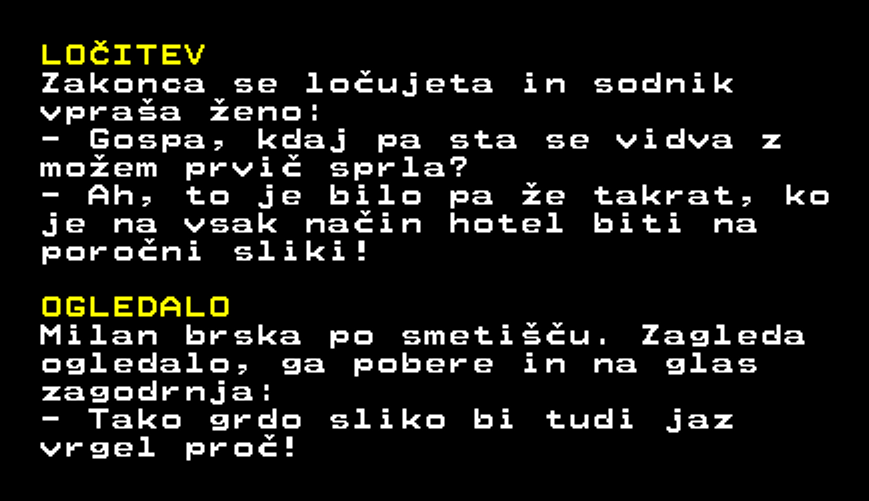 LOČITEV
Zakonca se ločujeta in sodnik
vpraša ženo:
- Gospa, kdaj pa sta se vidva z
možem prvič sprla?
- Ah, to je bilo pa že takrat, ko
je na vsak način hotel biti na
poročni sliki!
OGLEDALO
Milan brska po smetišču. Zagleda
ogledalo, ga pobere in na glas
zagodrnja:
- Tako grdo sliko bi tudi jaz
vrgel proč!